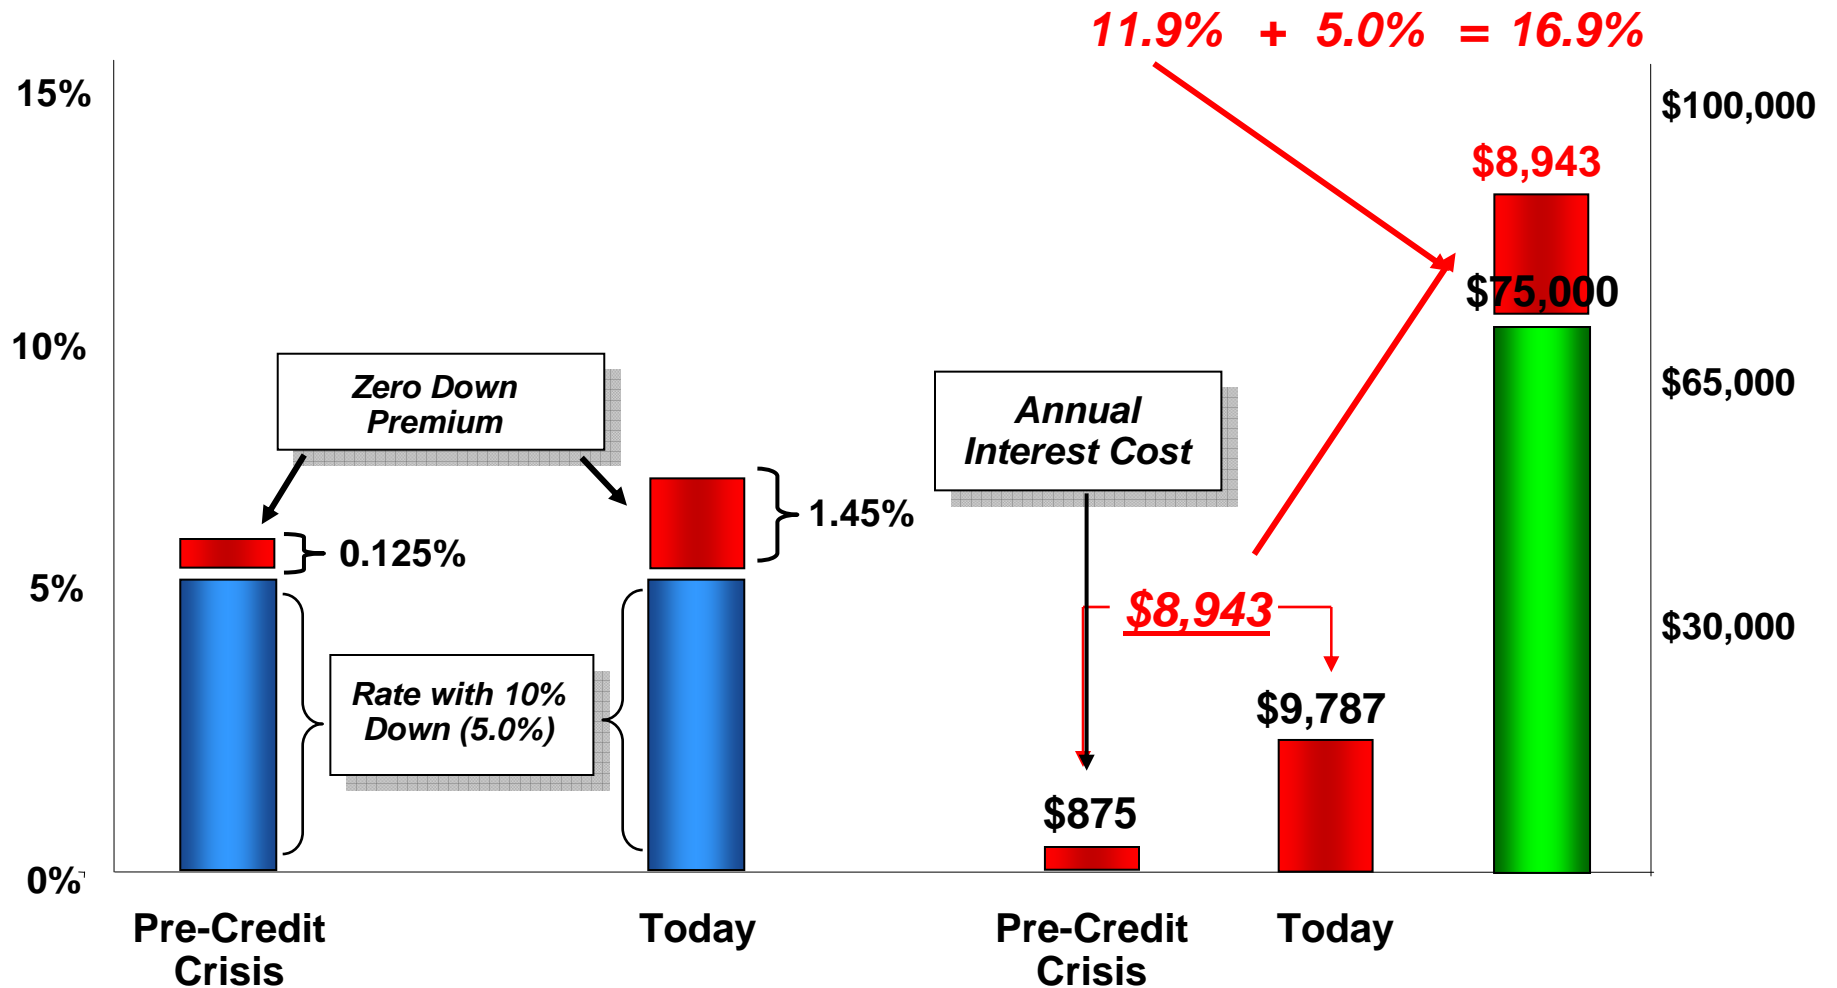 11.9% + 5.0% = 16.9%
15%
$100,000
$8,943
$75,000
10%
Zero Down
Premium
$65,000
Annual
Interest Cost
1.45%
0.125%
5%
$8,943
$30,000
Rate with 10%
Down (5.0%)
$9,787
$875
0%
Pre-Credit
Crisis
Today
Pre-Credit
Crisis
Today